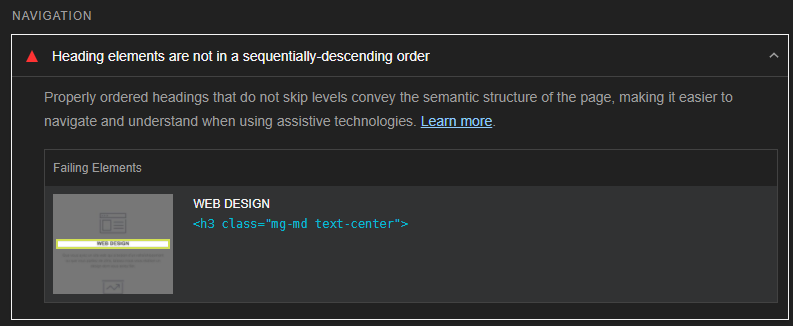 NAVIGATION
Heading elements are not in a sequentially-descending order
Properly ordered headings that do not skip levels convey the semantic structure of the page, making it easier to
navigate and understand when using assistive technologies. Learn more.
Failing Elements
WEB DESIGN
<h3 class="mg-md text-center">
WEB DESIGN